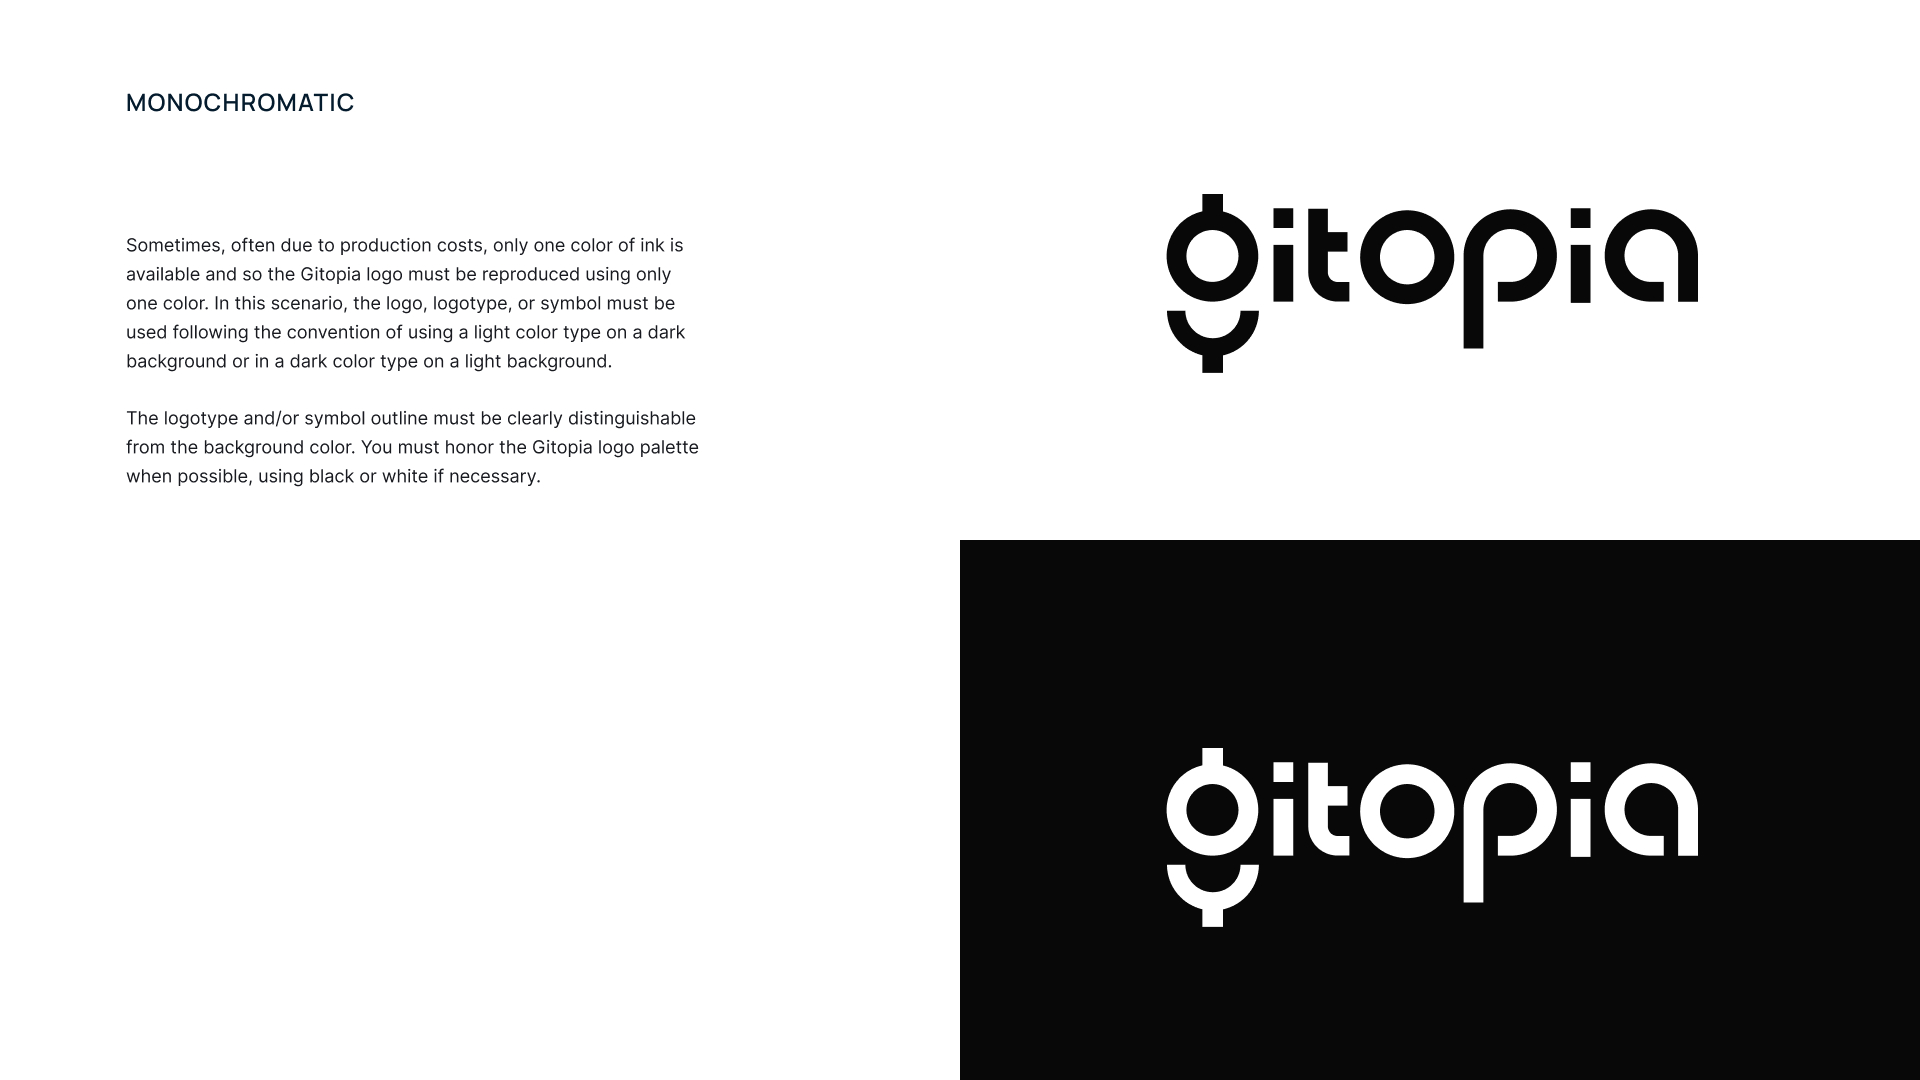 MONOCHROMATIC
Sometimes, often due to production costs, only one color of ink is
available and so the Gitopia logo must be reproduced using only
one color. In this scenario, the logo, logotype, or symbol must be
used following the convention of using a light color type on a dark
background or in a dark color type on a light background.
The logotype and/or symbol outline must be clearly distinguishable
from the background color. You must honor the Gitopia logo palette
when possible, using black or white if necessary.
gitopia
gitopia